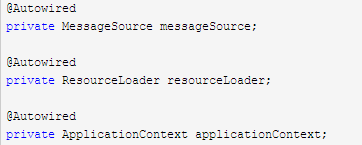 @Autowired
private MessageSource messageSource;
@Autowired
private ResourceLoader resourceLoader;
@Autowired
private ApplicationContext applicationContext;